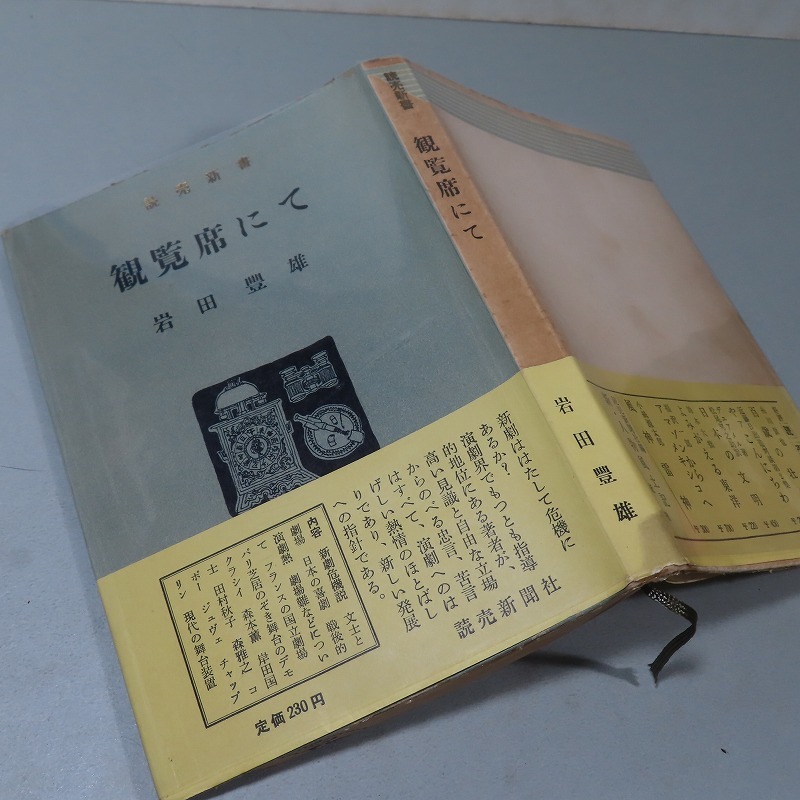 読売新書
観覧席にて
岩田豐雄
新劇ははたして危機に
あるか?
演劇界でもつとも指導
的地位にある著者が、
高い見識と自由な立場
からのべる忠言、苦言
はすべて、演劇へのは
げしい熱情のほとばし
りであり、新しい発展
への指針である。
読売新聞社
内容 新劇危機説 文士と
劇場 日本の喜劇 戦後的
演劇熱 劇場難などについ
て フランスの国立劇場
パリ芝居のぞき舞台のデモ
クラシイ 森本薫 岸田国
士 田村秋子 森雅之 コ
ポー ジュヴェ チャップ
リン 現代の舞台装置
定価230円
読売新書
観覧席にて
岩田豐雄